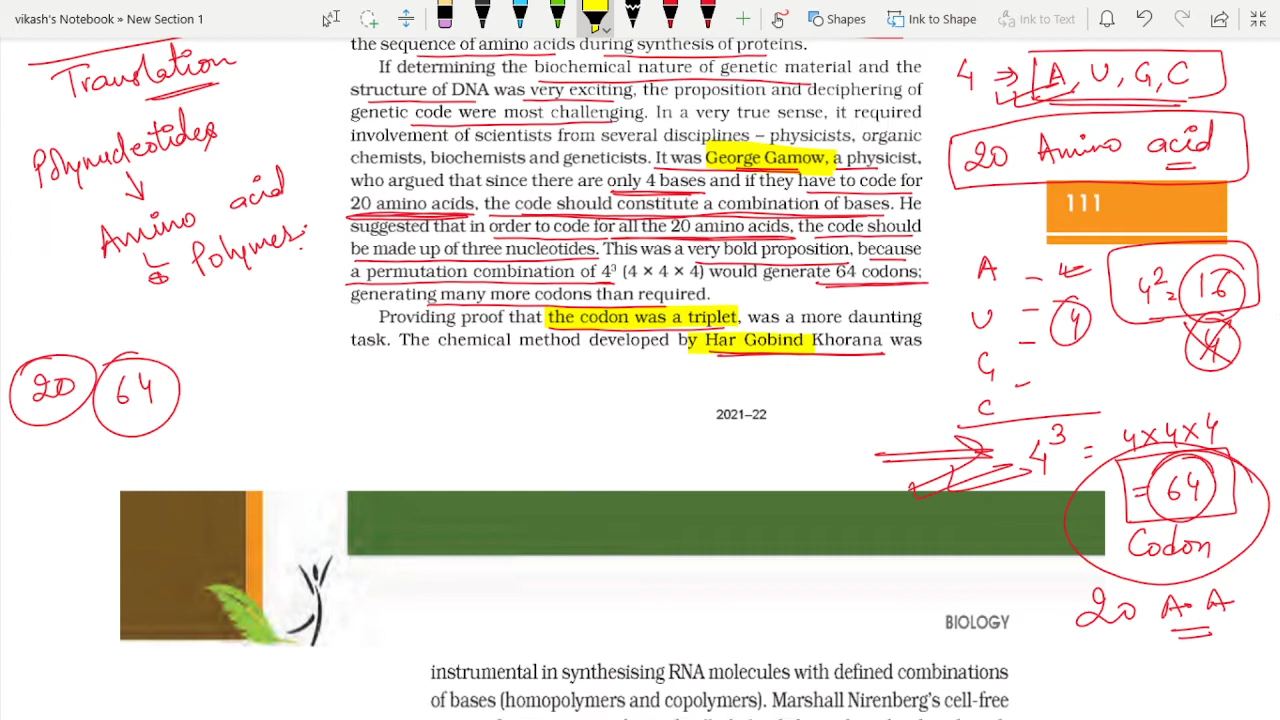 vikash's Notebook » New Section 1
Shapes
Ink to Shape
Ink to Text
the sequence of amino acids during synthesis of proteins.
If determining the biochemical nature of genetic material and the
structure of DNA was very exciting, the proposition and deciphering of
genetic code were most challenging. In a very true sense, it required
involvement of scientists from several disciplines – physicists, organic
chemists, biochemists and geneticists. It was George Gamow, a physicist,
who argued that since there are only 4 bases and if they have to code for
20 amino acids, the code should constitute a combination of bases. He
suggested that in order to code for all the 20 amino acids, the code should
be made up of three nucleotides. This was a very bold proposition, because
a permutation combination of 4³ (4 × 4 × 4) would generate 64 codons;
generating many more codons than required.
Providing proof that the codon was a triplet, was a more daunting
task. The chemical method developed by Har Gobind Khorana was
2021–22
Translation
Polynucleotides
↓
Amino acid
Polymes
20 64
4 ⇒ A, U, G, C
20 Amino acid
111
A – 4
U – 4
G –
C –
4² = 16
4
4³ = 4×4×4
= 64
Codon
20 A.A
BIOLOGY
instrumental in synthesising RNA molecules with defined combinations
of bases (homopolymers and copolymers). Marshall Nirenberg's cell-free